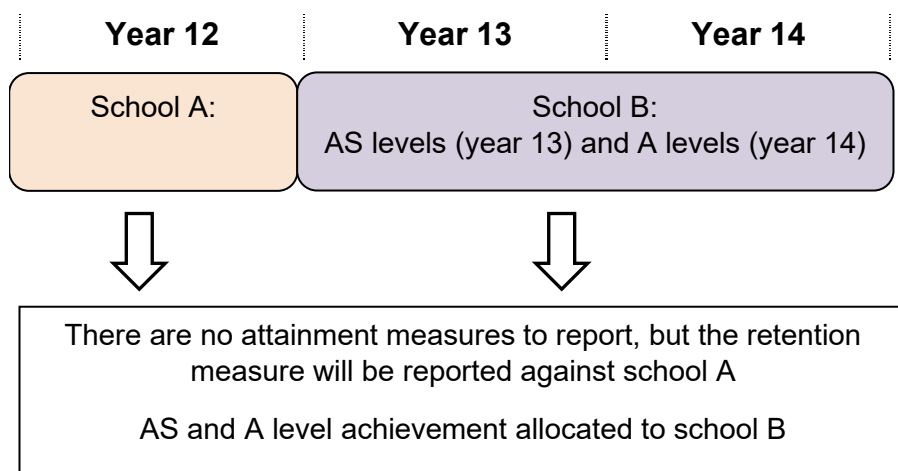 Year 12 Year 13 Year 14
School A: School B:
AS levels (year 13) and A levels (year 14)
There are no attainment measures to report, but the retention
measure will be reported against school A
AS and A level achievement allocated to school B